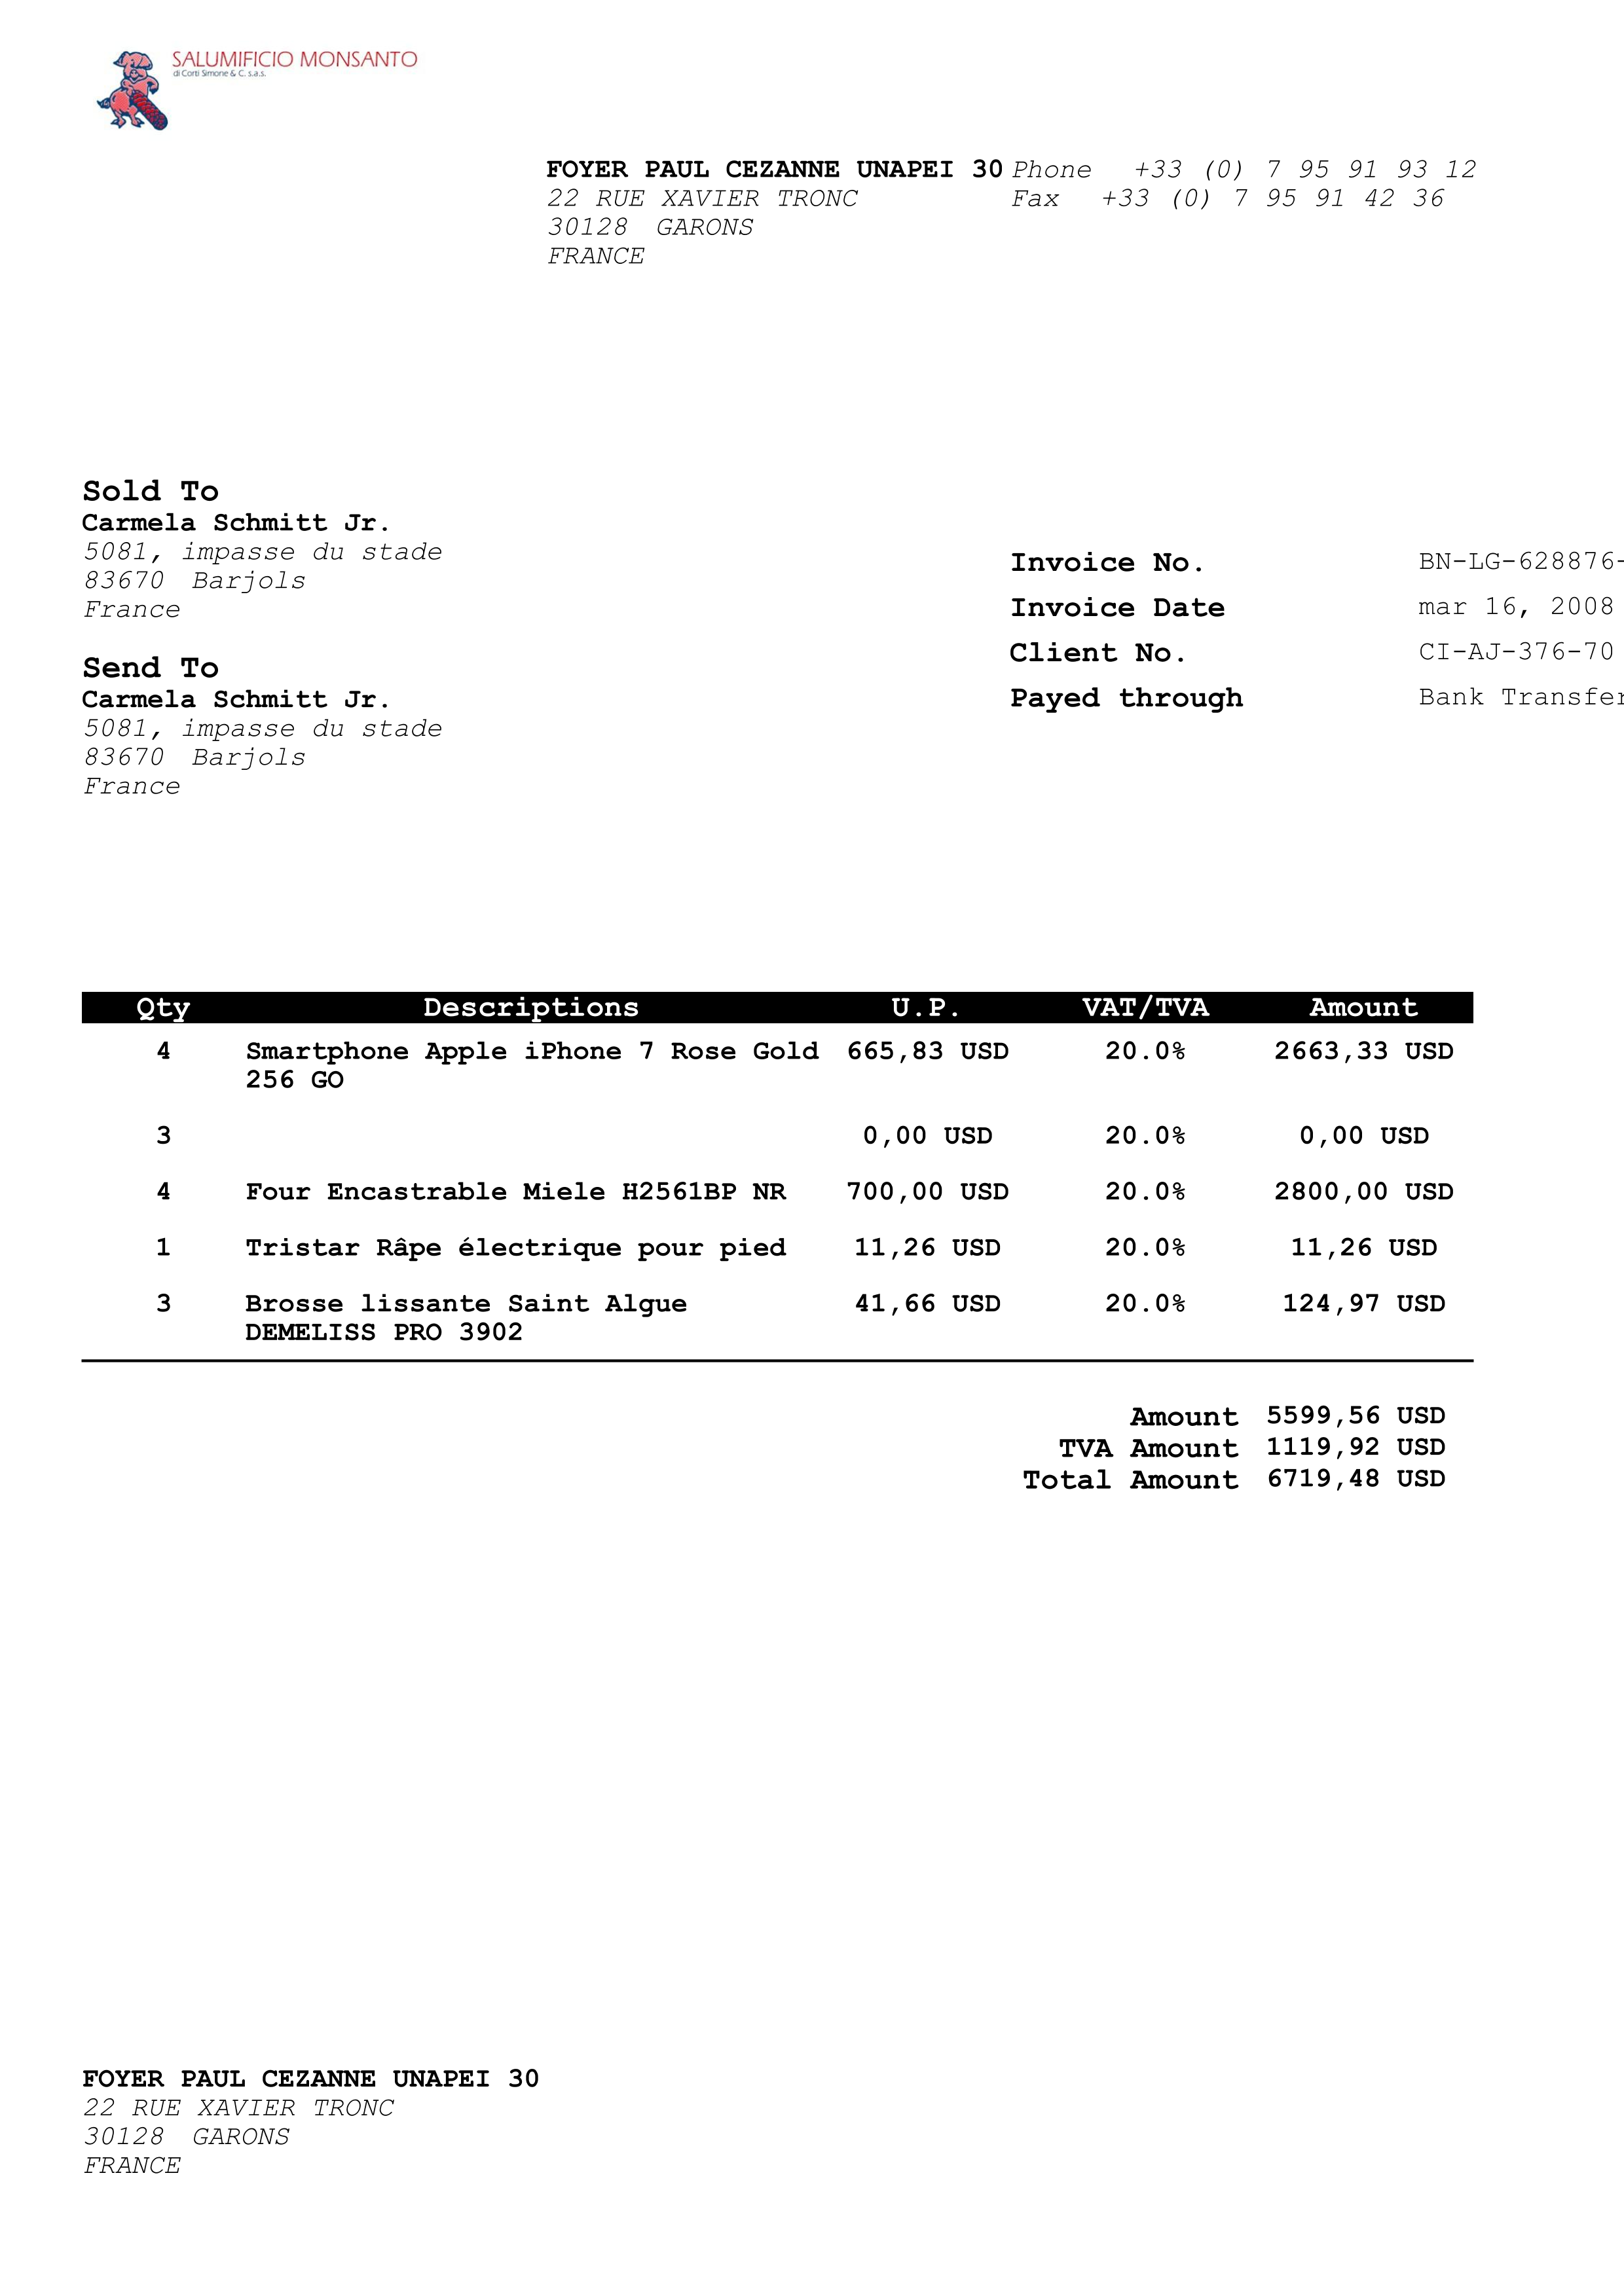 SALUMIFICIO MONSANTO
di Corti Simone & C. s.a.s.
FOYER PAUL CEZANNE UNAPEI 30 Phone +33 (0) 7 95 91 93 12
22 RUE XAVIER TRONC Fax +33 (0) 7 95 91 42 36
30128 GARONS
FRANCE
Sold To
Carmela Schmitt Jr.
5081, impasse du stade
83670 Barjols
France
Send To
Carmela Schmitt Jr.
5081, impasse du stade
83670 Barjols
France
Invoice No. BN-LG-628876-
Invoice Date mar 16, 2008
Client No. CI-AJ-376-70
Payed through Bank Transfer
Qty Descriptions U.P. VAT/TVA Amount
4 Smartphone Apple iPhone 7 Rose Gold 665,83 USD 20.0% 2663,33 USD
256 GO
3 0,00 USD 20.0% 0,00 USD
4 Four Encastrable Miele H2561BP NR 700,00 USD 20.0% 2800,00 USD
1 Tristar Râpe électrique pour pied 11,26 USD 20.0% 11,26 USD
3 Brosse lissante Saint Algue 41,66 USD 20.0% 124,97 USD
DEMELISS PRO 3902
Amount 5599,56 USD
TVA Amount 1119,92 USD
Total Amount 6719,48 USD
FOYER PAUL CEZANNE UNAPEI 30
22 RUE XAVIER TRONC
30128 GARONS
FRANCE